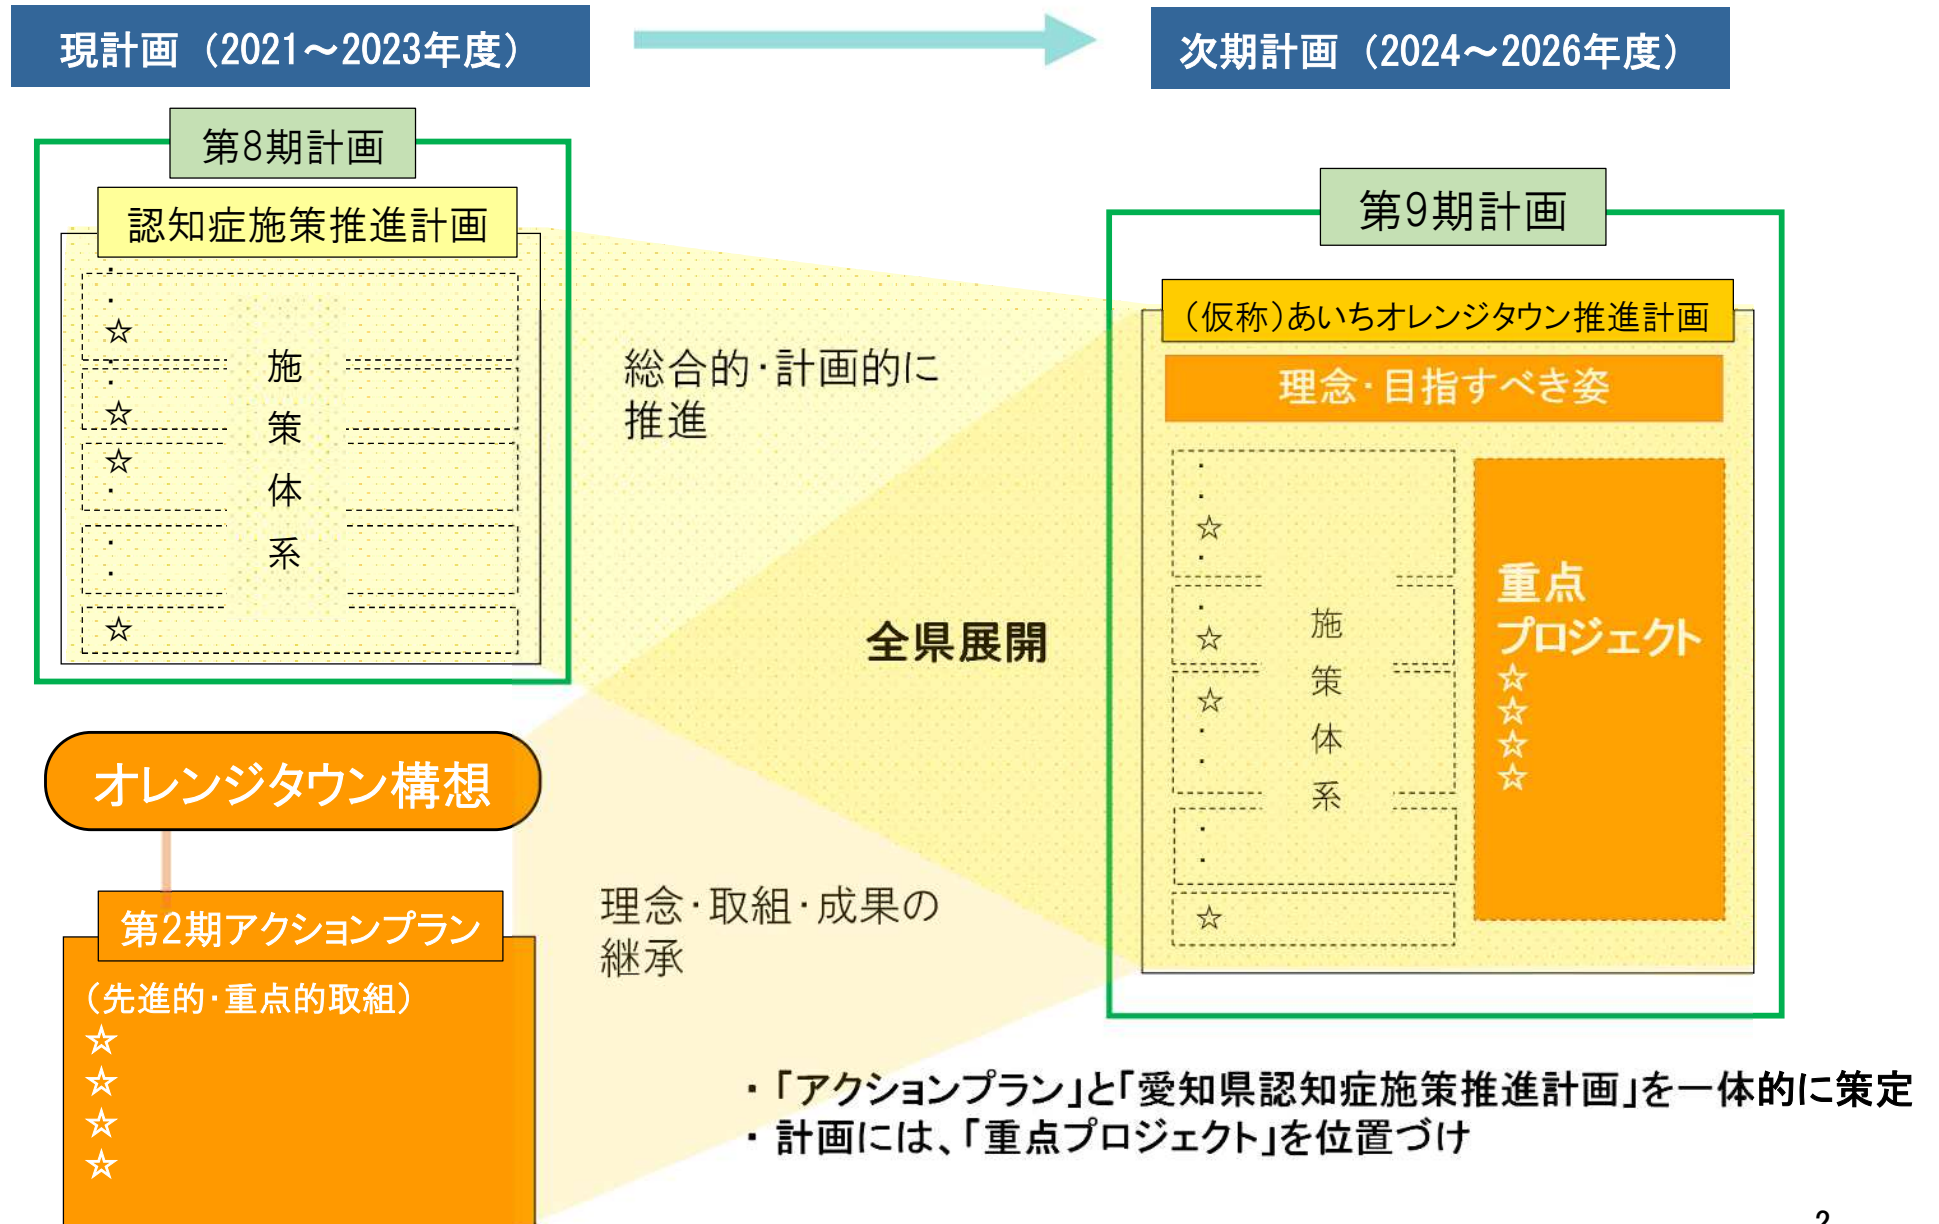 現計画（2021～2023年度）
次期計画（2024～2026年度）
第8期計画
認知症施策推進計画
・
・
☆
・
・
☆
☆
・
・
・
☆
施
策
体
系
オレンジタウン構想
第2期アクションプラン
（先進的・重点的取組）
☆
☆
☆
☆
総合的・計画的に
推進
全県展開
理念・取組・成果の
継承
第9期計画
（仮称）あいちオレンジタウン推進計画
理念・目指すべき姿
・
・
☆
・
・
☆
☆
・
・
・
・
☆
施
策
体
系
重点
プロジェクト
☆
☆
☆
☆
・「アクションプラン」と「愛知県認知症施策推進計画」を一体的に策定
・計画には、「重点プロジェクト」を位置づけ
2